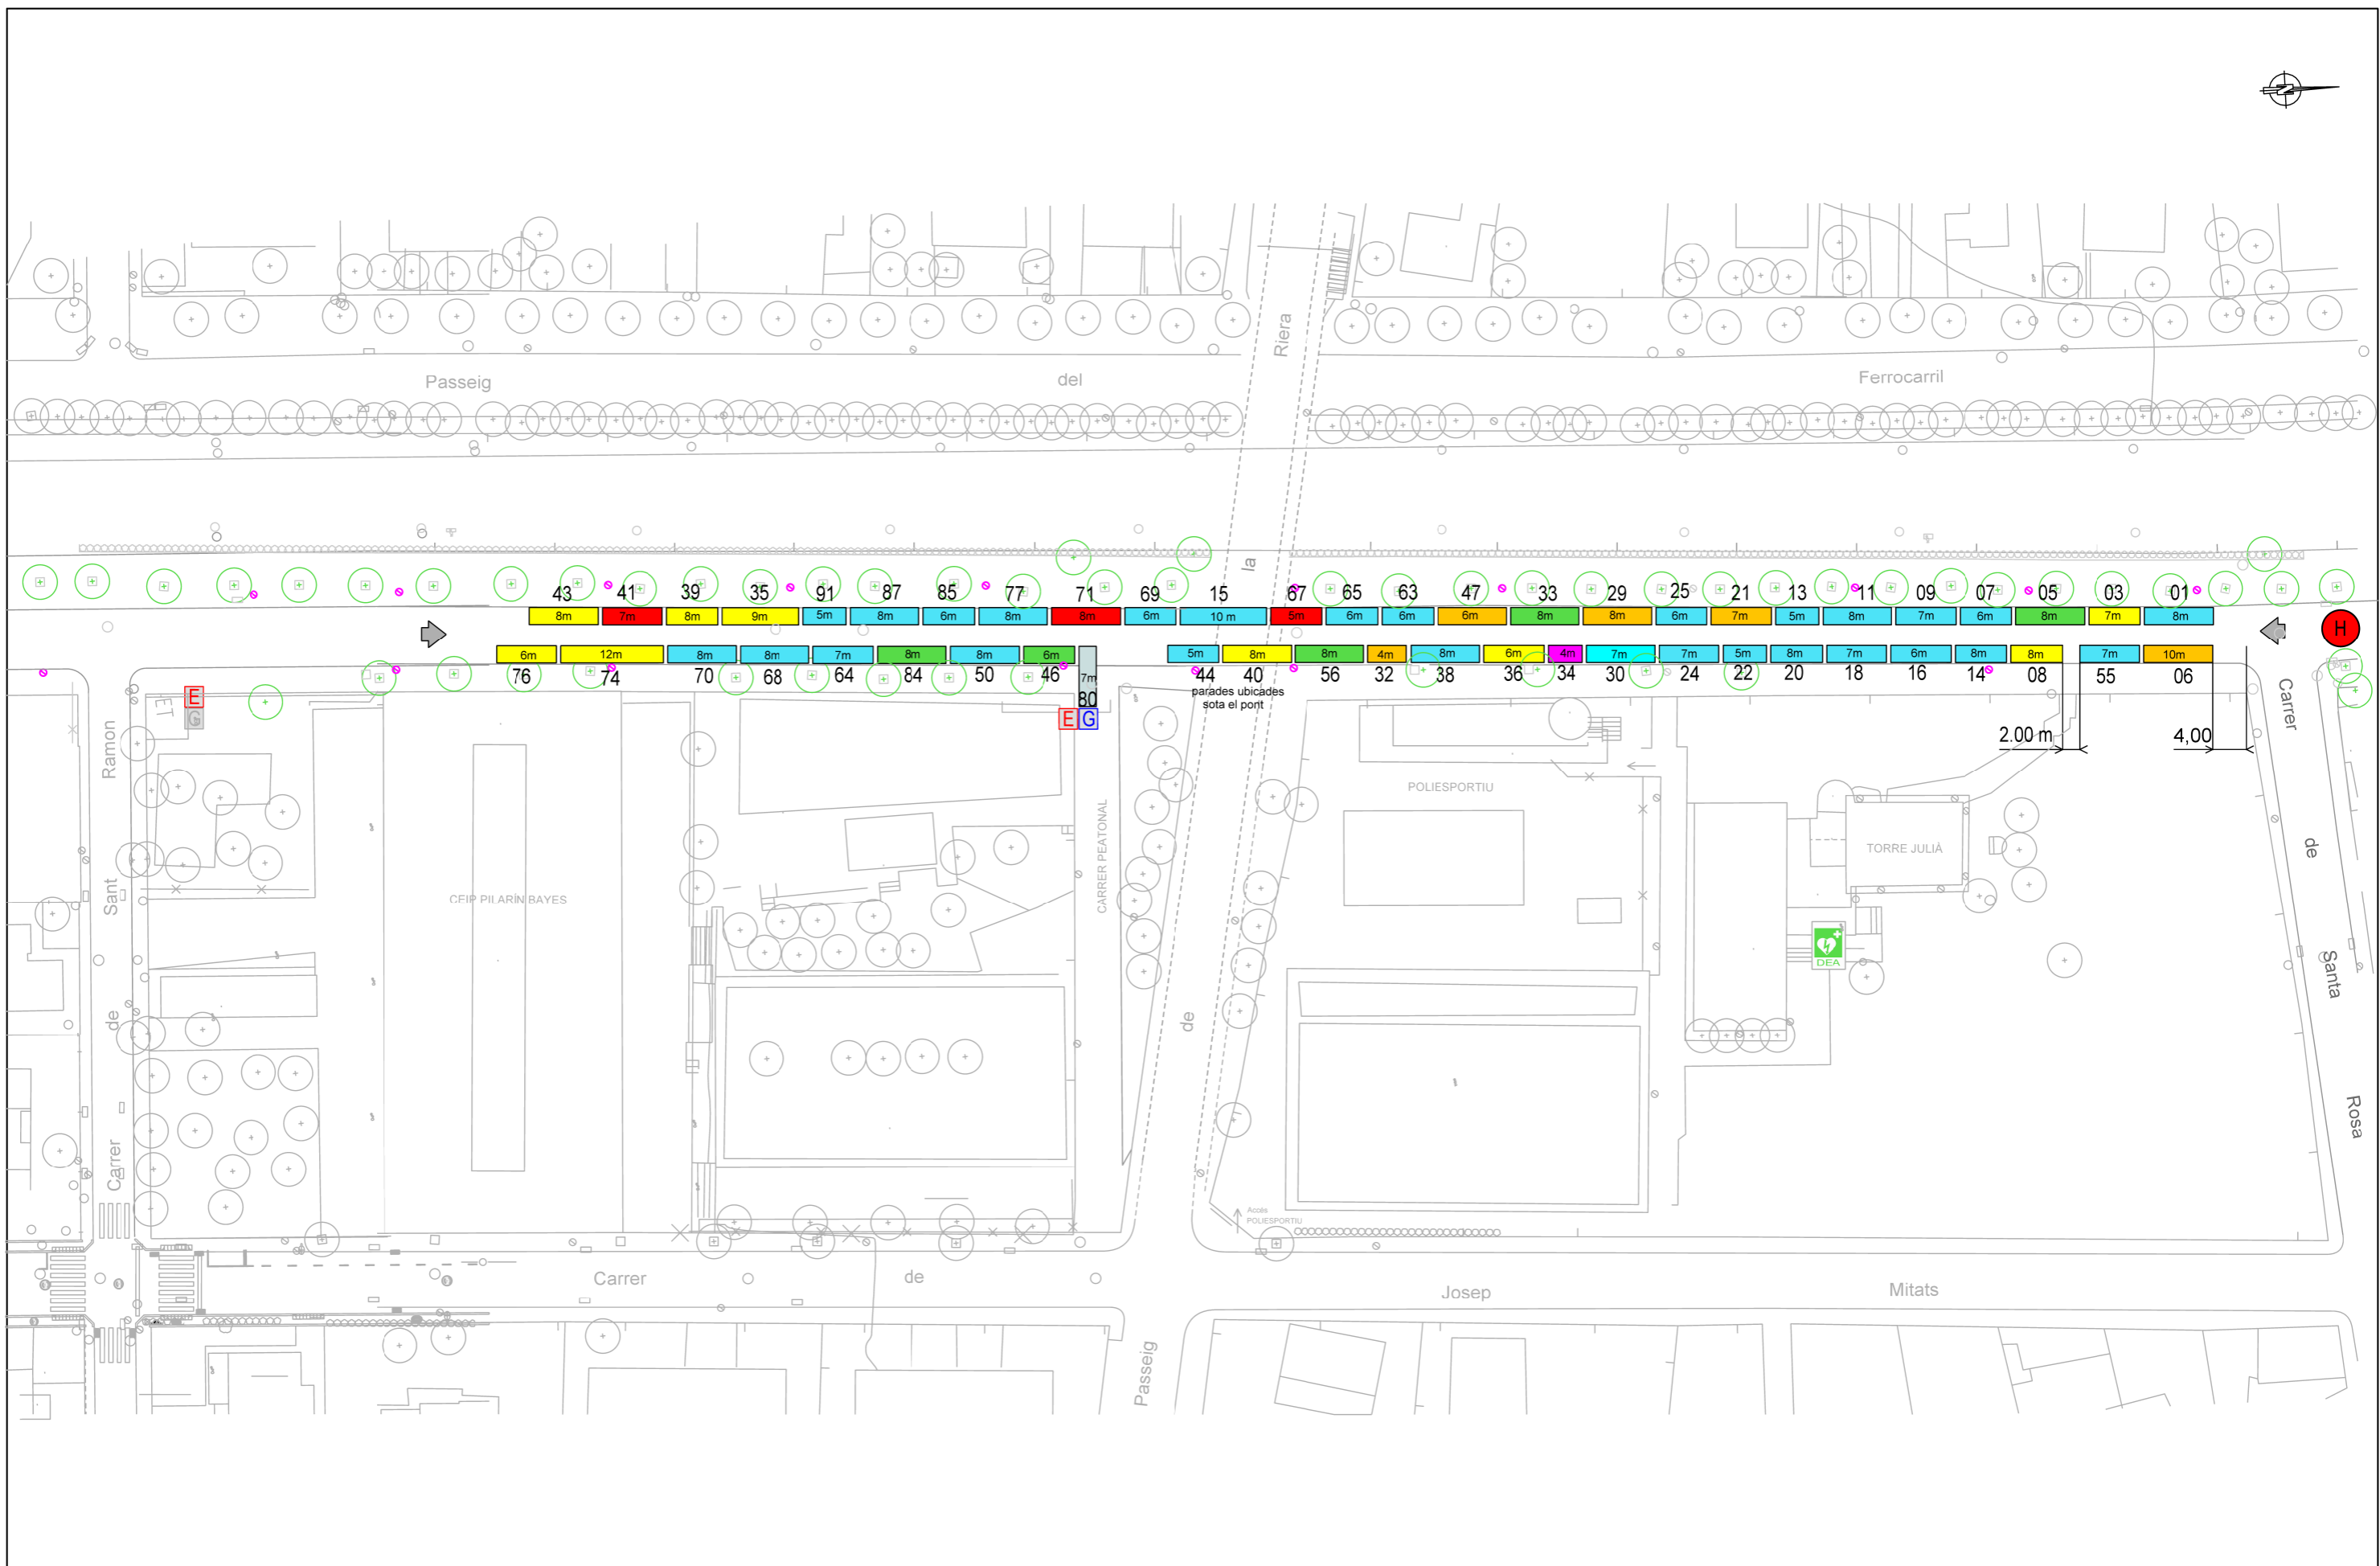 Riera
Passeig del Ferrocarril
la
43 41 39 35 91 87 85 77 71 69 15 67 65 63 47 33 29 25 21 13 11 09 07 05 03 01
8m 7m 8m 9m 5m 8m 6m 8m 8m 6m 10 m 5m 6m 6m 6m 8m 8m 6m 7m 5m 8m 7m 6m 8m 7m 8m
H
6m 12m 8m 8m 7m 8m 8m 6m 7m 5m 8m 8m 4m 8m 6m 4m 7m 7m 5m 8m 7m 6m 8m 8m 7m 10m
76 74 70 68 64 84 50 46 80 44 40 56 32 38 36 34 30 24 22 20 18 16 14 08 55 06
parades ubicades
sota el pont
E
G
ET
E G
2.00 m
4,00
Carrer de Santa Rosa
Carrer de Sant Ramon
CARRER PEATONAL
POLIESPORTIU
TORRE JULIÀ
CEIP PILARÍN BAYES
DEA
de
Accés
POLIESPORTIU
Carrer de Josep Mitats
Passeig